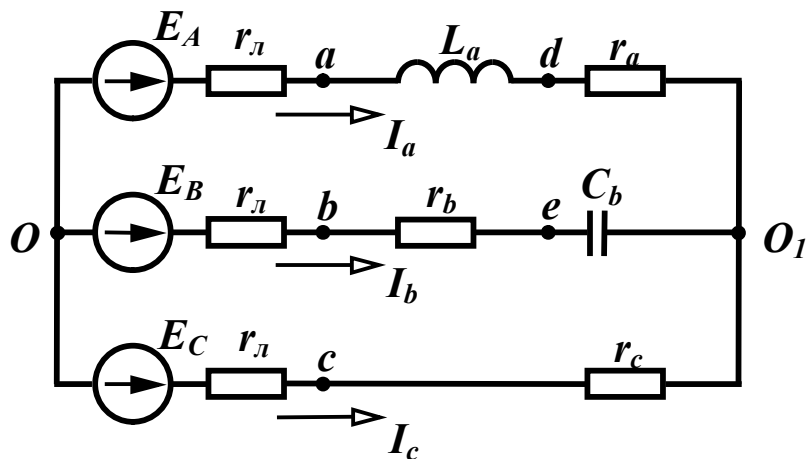 E_A r_л a L_a d r_a
I_a
E_B r_л b r_b e C_b
O O_1
I_b
E_C r_л c r_c
I_c